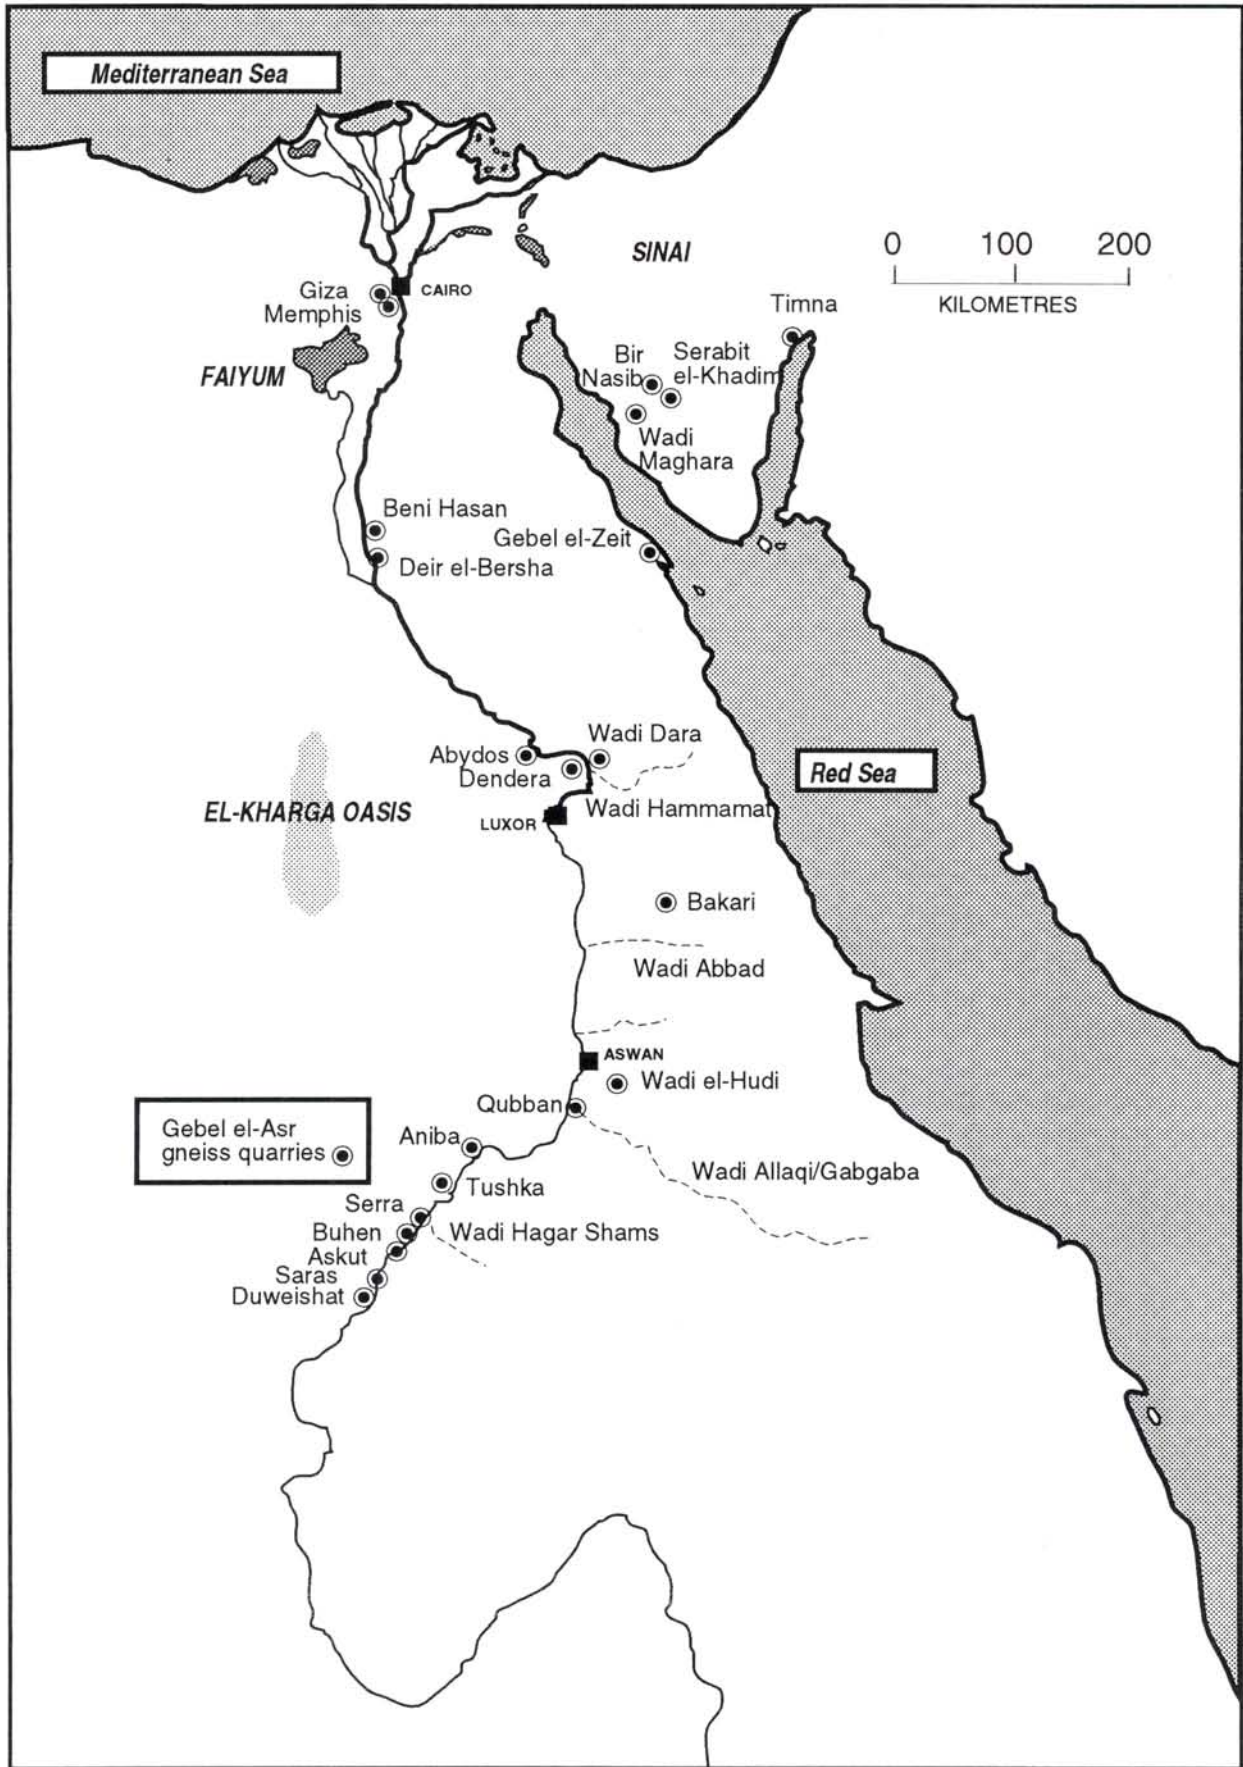 Mediterranean Sea
SINAI
0 100 200
KILOMETRES
Giza
Memphis
CAIRO
FAIYUM
Timna
Bir
Nasib
Serabit
el-Khadim
Wadi
Maghara
Beni Hasan
Deir el-Bersha
Gebel el-Zeit
Abydos
Dendera
Wadi Dara
Wadi Hammamat
LUXOR
EL-KHARGA OASIS
Red Sea
Bakari
Wadi Abbad
ASWAN
Wadi el-Hudi
Qubban
Gebel el-Asr
gneiss quarries
Aniba
Tushka
Wadi Allaqi/Gabgaba
Serra
Buhen
Askut
Saras
Duweishat
Wadi Hagar Shams